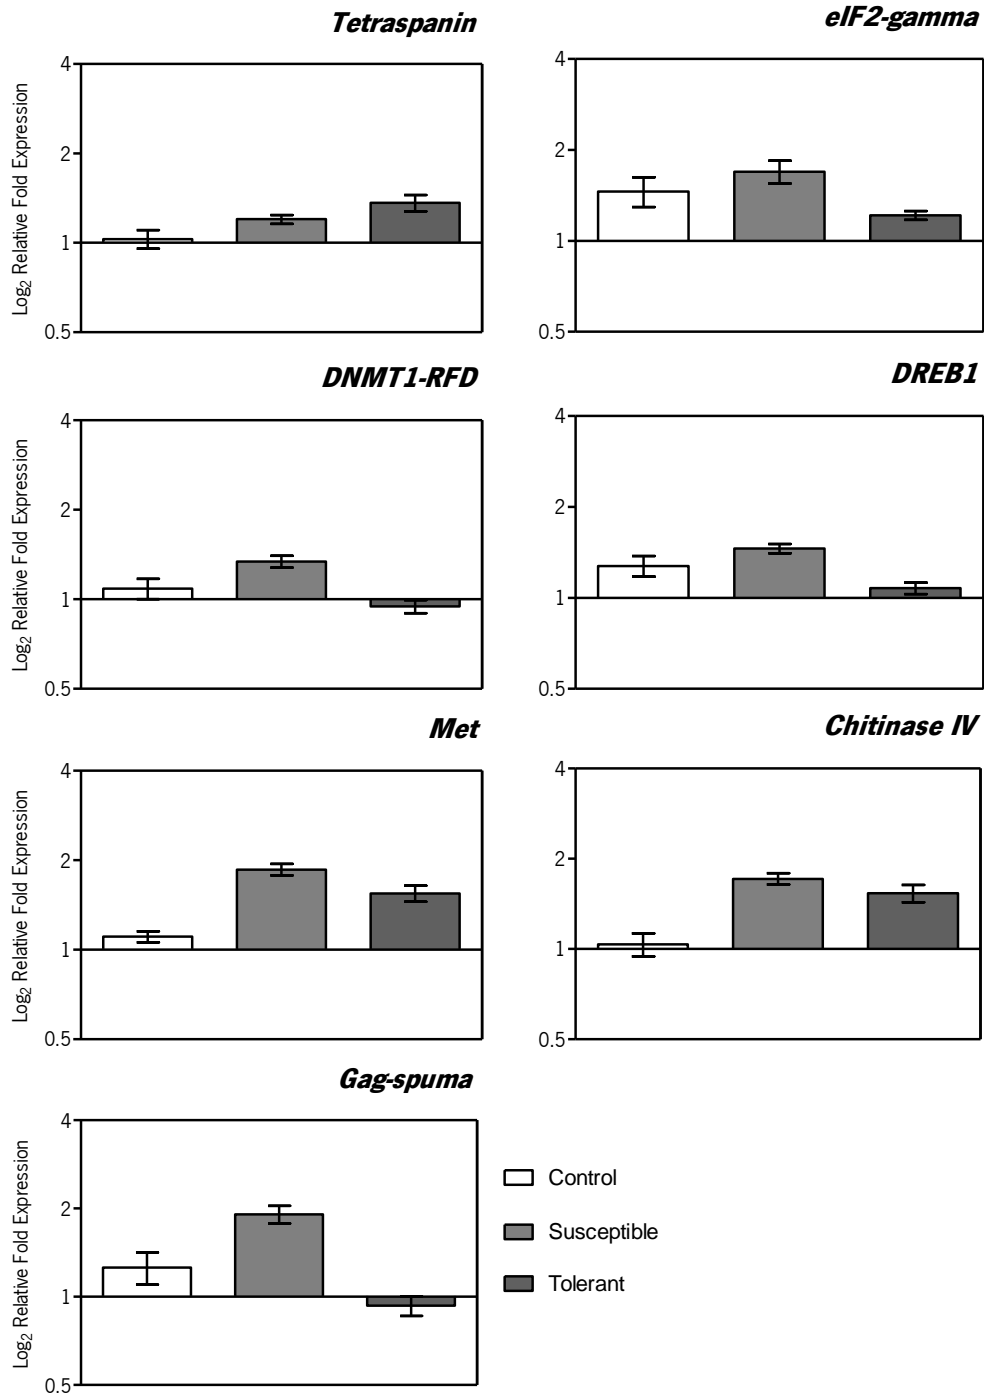 Tetraspanin
Log2 Relative Fold Expression
4
2
1
0.5
eIF2-gamma
4
2
1
0.5
DNMT1-RFD
Log2 Relative Fold Expression
4
2
1
0.5
DREB1
4
2
1
0.5
Met
Log2 Relative Fold Expression
4
2
1
0.5
Chitinase IV
4
2
1
0.5
Gag-spuma
Log2 Relative Fold Expression
4
2
1
0.5
Control
Susceptible
Tolerant